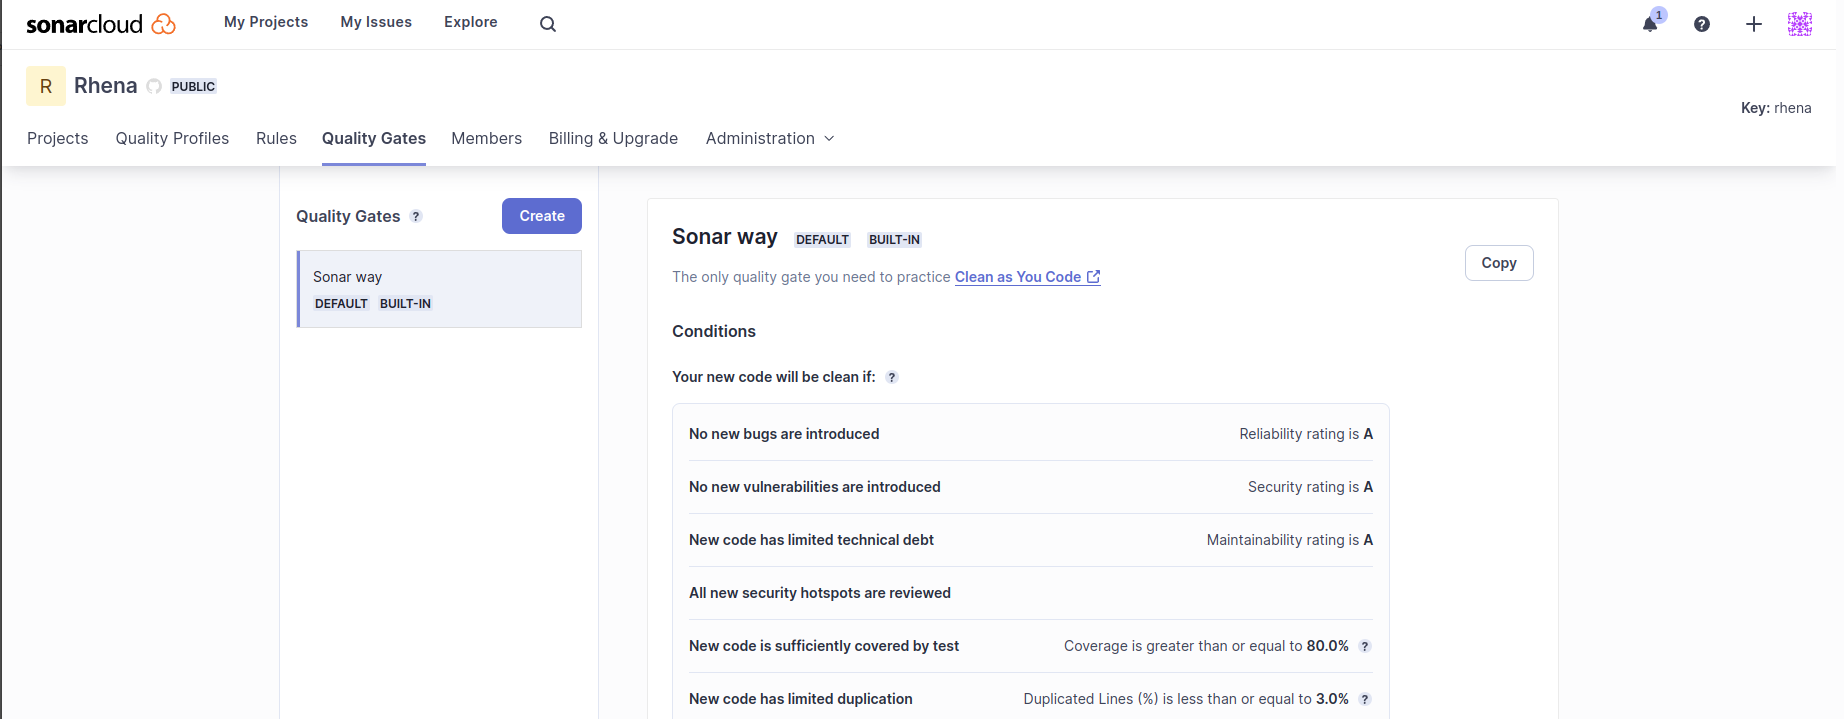 sonarcloud My Projects My Issues Explore 1 ?
R Rhena PUBLIC
Key: rhena
Projects Quality Profiles Rules Quality Gates Members Billing & Upgrade Administration
Quality Gates ? Create
Sonar way
DEFAULT BUILT-IN
Sonar way DEFAULT BUILT-IN
Copy
The only quality gate you need to practice Clean as You Code
Conditions
Your new code will be clean if: ?
No new bugs are introduced Reliability rating is A
No new vulnerabilities are introduced Security rating is A
New code has limited technical debt Maintainability rating is A
All new security hotspots are reviewed
New code is sufficiently covered by test Coverage is greater than or equal to 80.0% ?
New code has limited duplication Duplicated Lines (%) is less than or equal to 3.0% ?